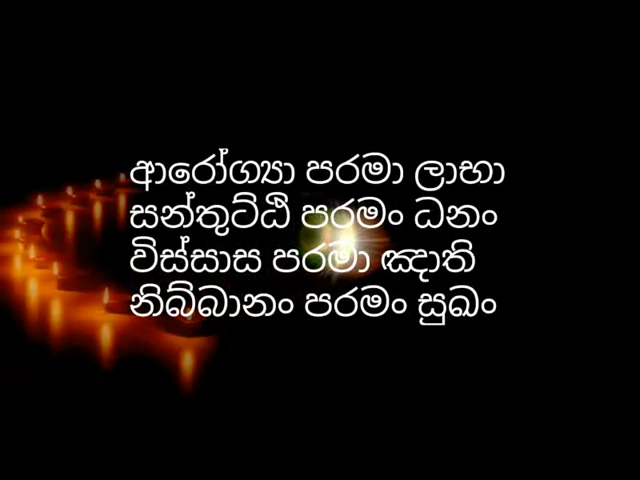 ආරෝග්‍යා පරමා ලාභා
සන්තුට්ඨි පරමං ධනං
විස්සාස පරමා ඤාති
නිබ්බානං පරමං සුඛං